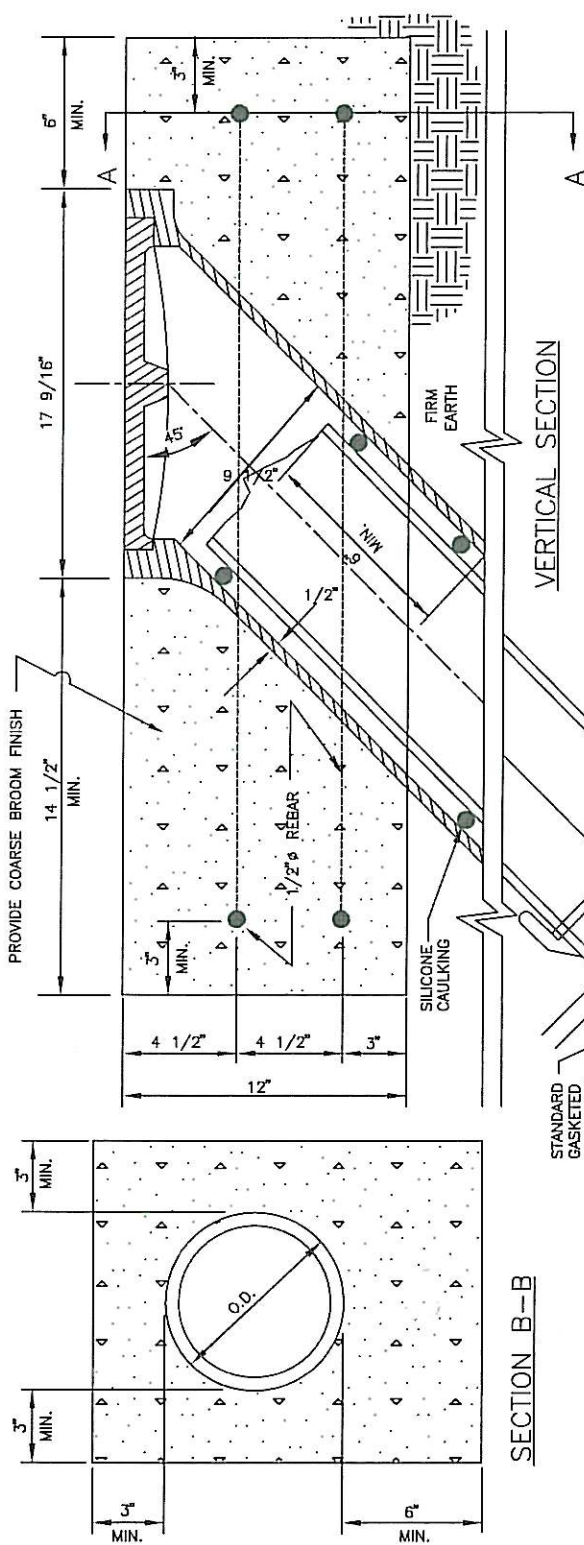 PROVIDE COARSE BROOM FINISH
14 1/2"
MIN.
17 9/16"
6"
MIN.
3"
MIN.
A
45°
9 1/2"
1/2"
6"
MIN.
3"
MIN.
1/2"ø REBAR
4 1/2"
4 1/2"
3"
12"
SILICONE
CAULKING
FIRM
EARTH
A
VERTICAL SECTION
STANDARD
GASKETED
3"
MIN.
3"
MIN.
O.D.
3"
MIN.
6"
MIN.
SECTION B-B